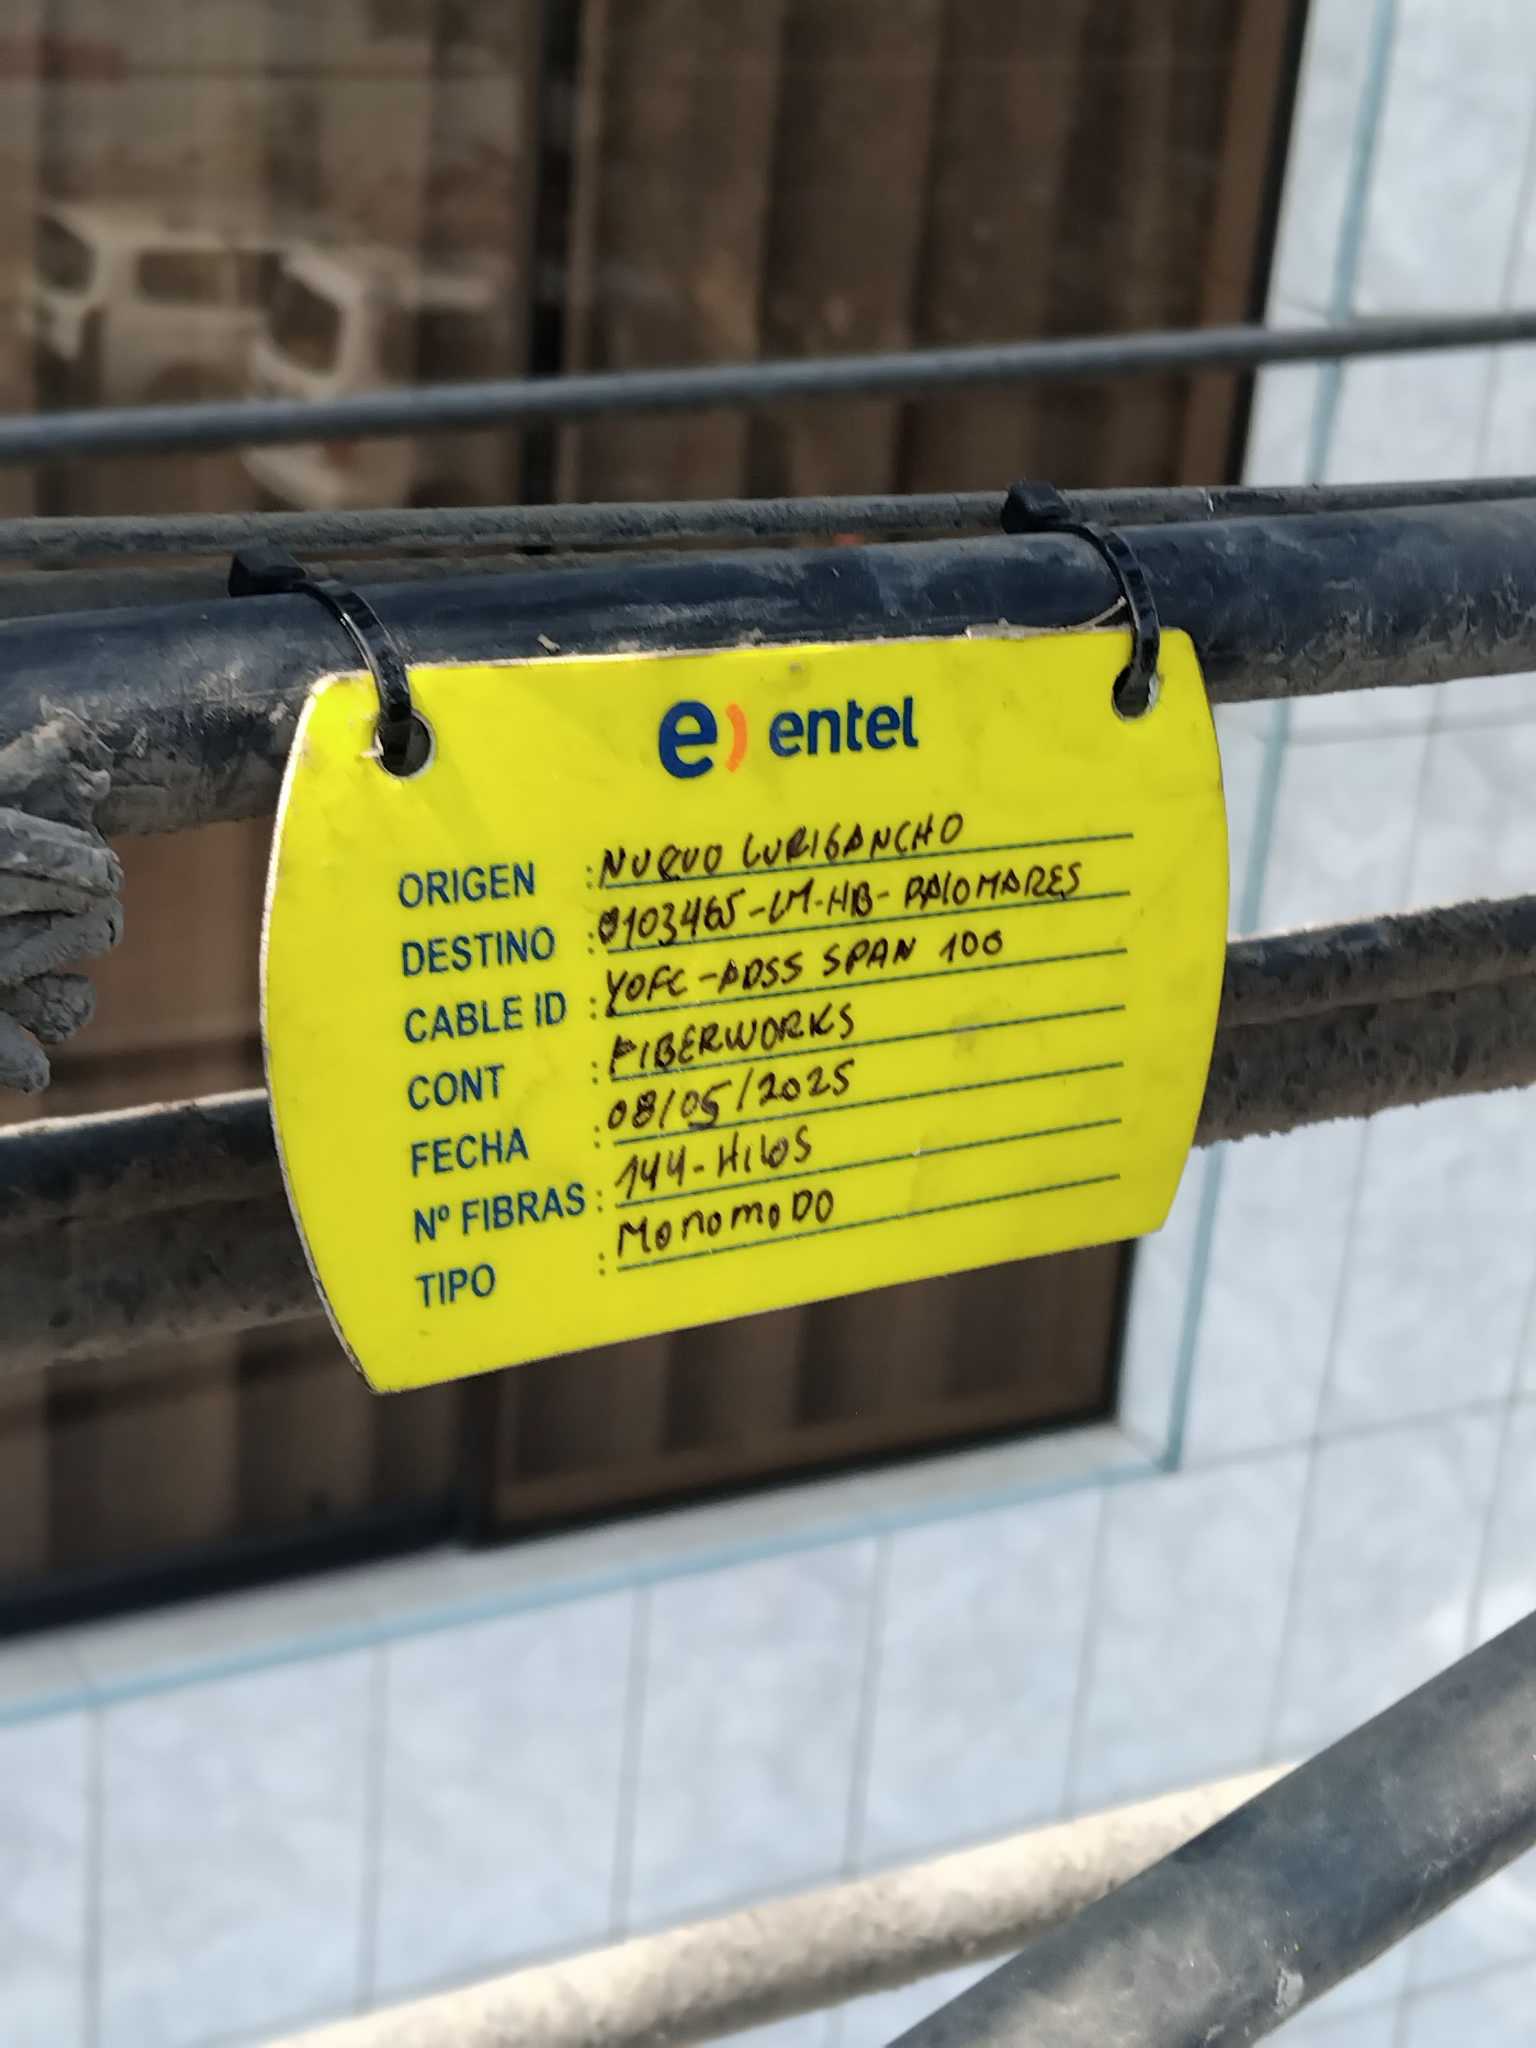 e) entel
ORIGEN : NUEVO LURIGANCHO
DESTINO : 0103465-LM-HB-PALOMARES
CABLE ID : YOFC-ADSS SPAN 100
CONT : FIBERWORKS
FECHA : 08/05/2025
Nº FIBRAS : 144-HILOS
TIPO : MONOMODO